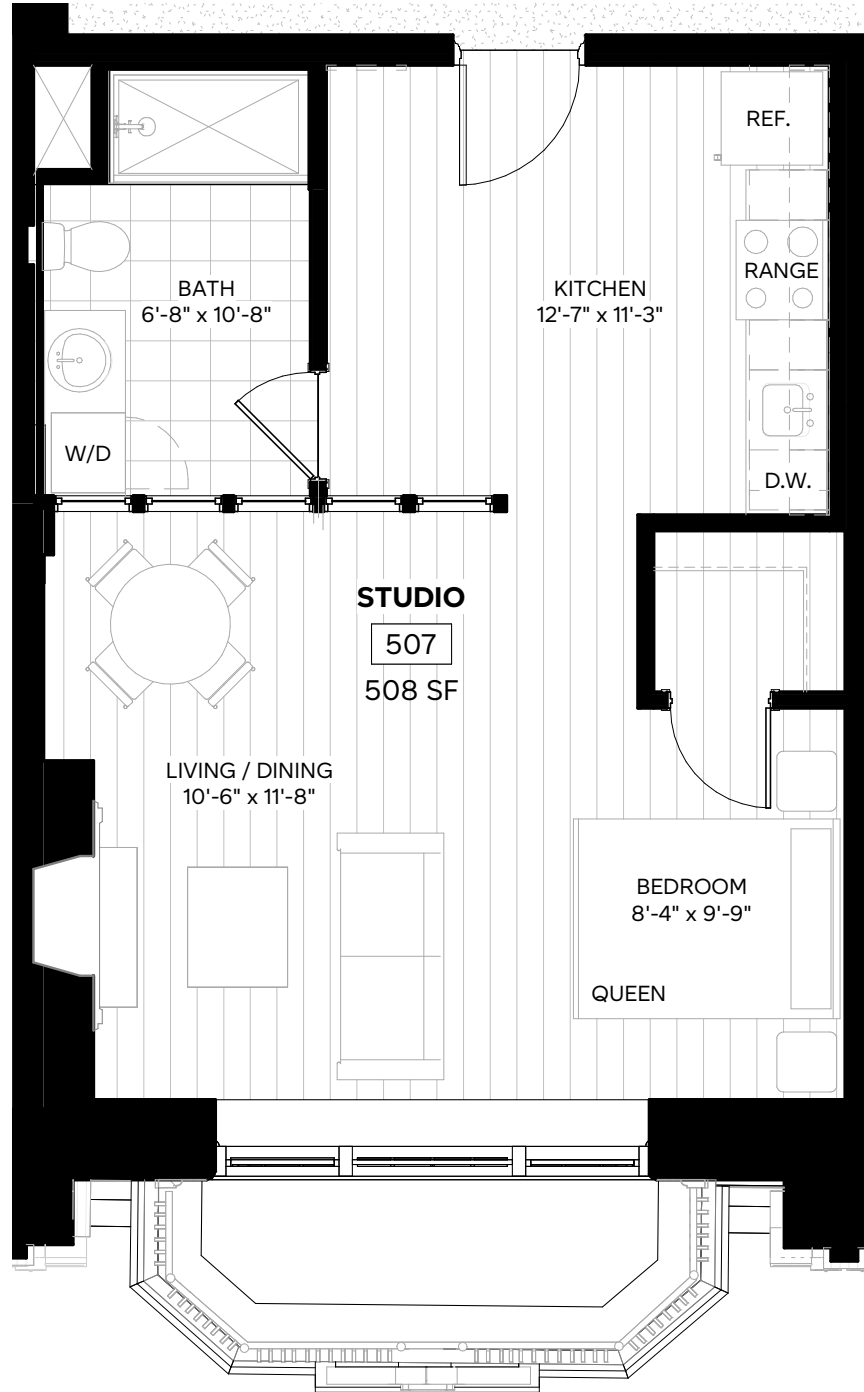 REF.
RANGE
BATH
6'-8" x 10'-8"
KITCHEN
12'-7" x 11'-3"
W/D
D.W.
STUDIO
507
508 SF
LIVING / DINING
10'-6" x 11'-8"
BEDROOM
8'-4" x 9'-9"
QUEEN